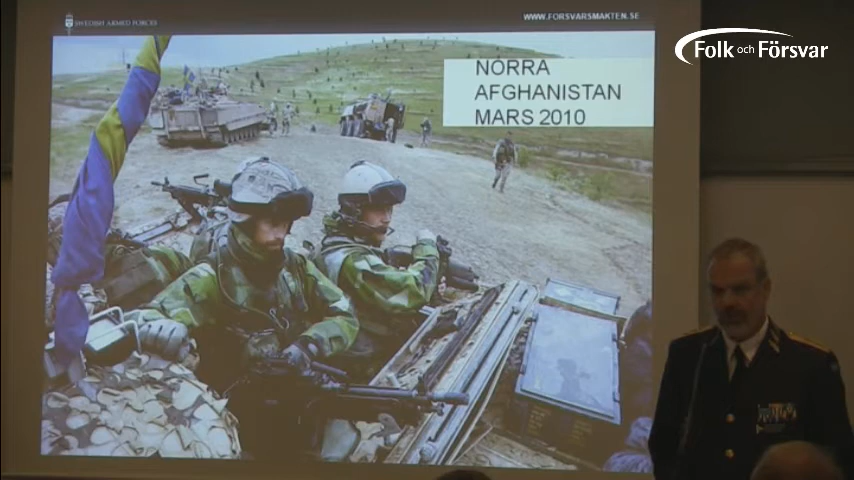 SWEDISH ARMED FORCES
WWW.FORSVARSMAKTEN.SE
Folk och Försvar
NORRA
AFGHANISTAN
MARS 2010